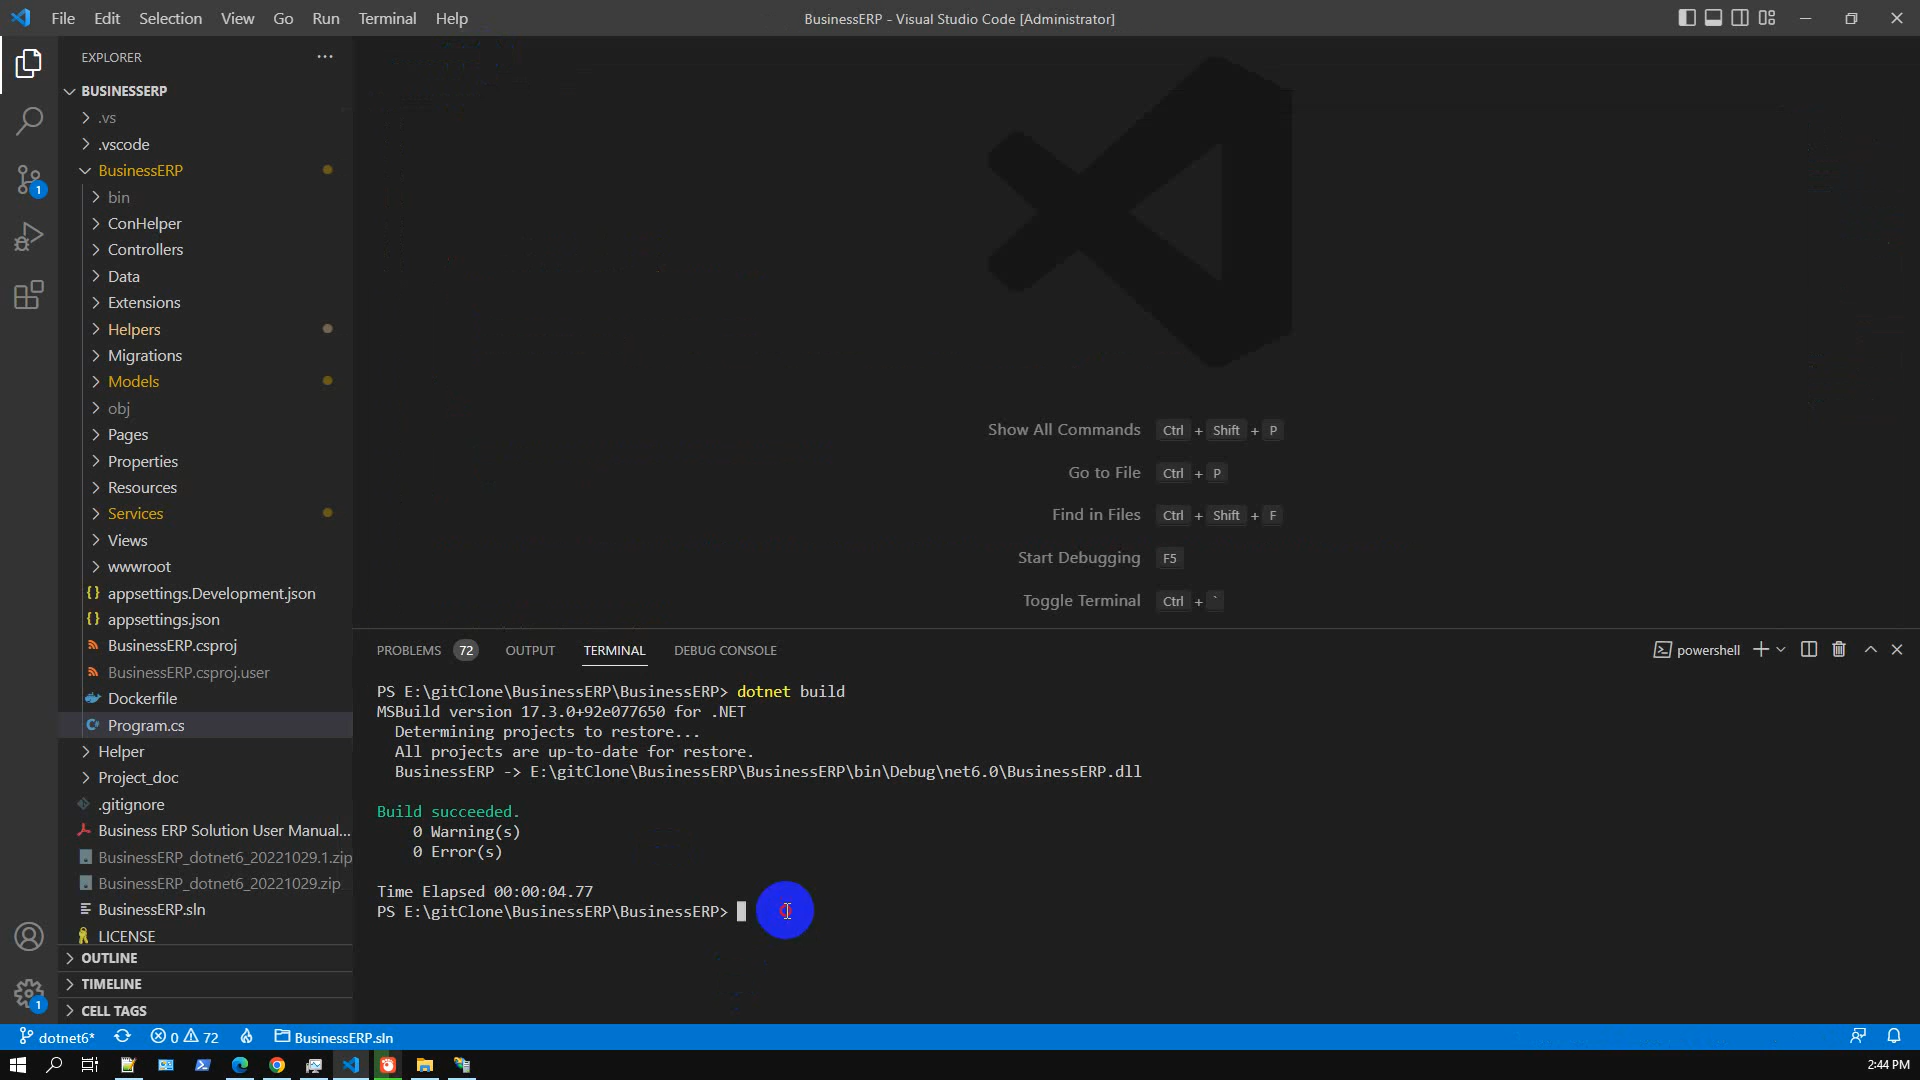 File Edit Selection View Go Run Terminal Help
BusinessERP - Visual Studio Code [Administrator]
EXPLORER
BUSINESSERP
.vs
.vscode
BusinessERP
bin
ConHelper
Controllers
Data
Extensions
Helpers
Migrations
Models
obj
Pages
Properties
Resources
Services
Views
wwwroot
appsettings.Development.json
appsettings.json
BusinessERP.csproj
BusinessERP.csproj.user
Dockerfile
Program.cs
Helper
Project_doc
.gitignore
Business ERP Solution User Manual...
BusinessERP_dotnet6_20221029.1.zip
BusinessERP_dotnet6_20221029.zip
BusinessERP.sln
LICENSE
OUTLINE
TIMELINE
CELL TAGS
1
1
Show All Commands Ctrl + Shift + P
Go to File Ctrl + P
Find in Files Ctrl + Shift + F
Start Debugging F5
Toggle Terminal Ctrl + `
PROBLEMS 72 OUTPUT TERMINAL DEBUG CONSOLE
powershell
PS E:\gitClone\BusinessERP\BusinessERP> dotnet build
MSBuild version 17.3.0+92e077650 for .NET
Determining projects to restore...
All projects are up-to-date for restore.
BusinessERP -> E:\gitClone\BusinessERP\BusinessERP\bin\Debug\net6.0\BusinessERP.dll
Build succeeded.
0 Warning(s)
0 Error(s)
Time Elapsed 00:00:04.77
PS E:\gitClone\BusinessERP\BusinessERP>
dotnet6* 0 72 BusinessERP.sln
2:44 PM